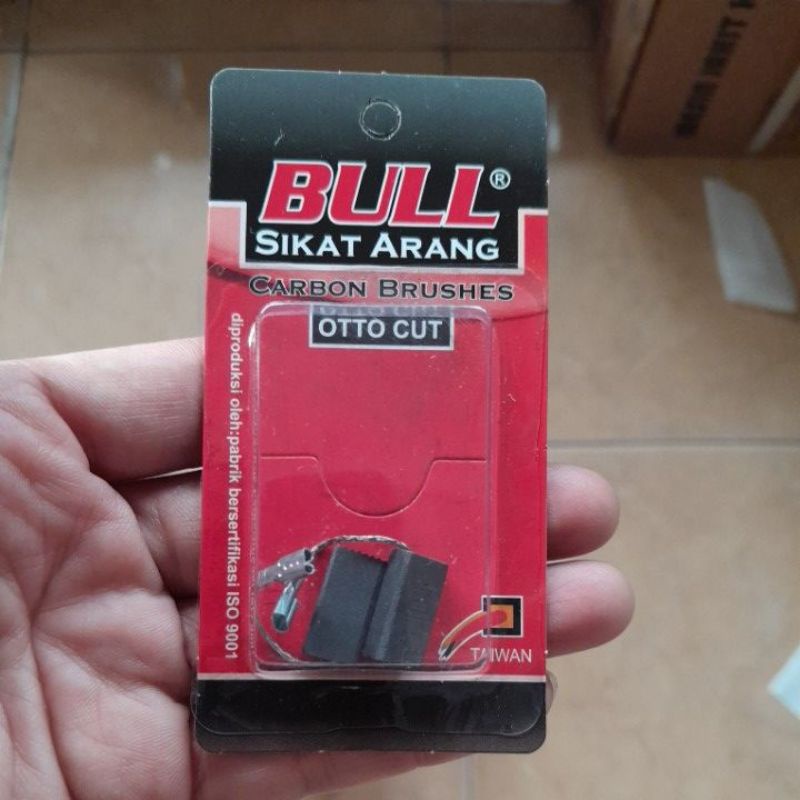 BULL®
SIKAT ARANG
CARBON BRUSHES
OTTO CUT
diproduksi oleh:pabrik bersertifikasi ISO 9001
TAIWAN